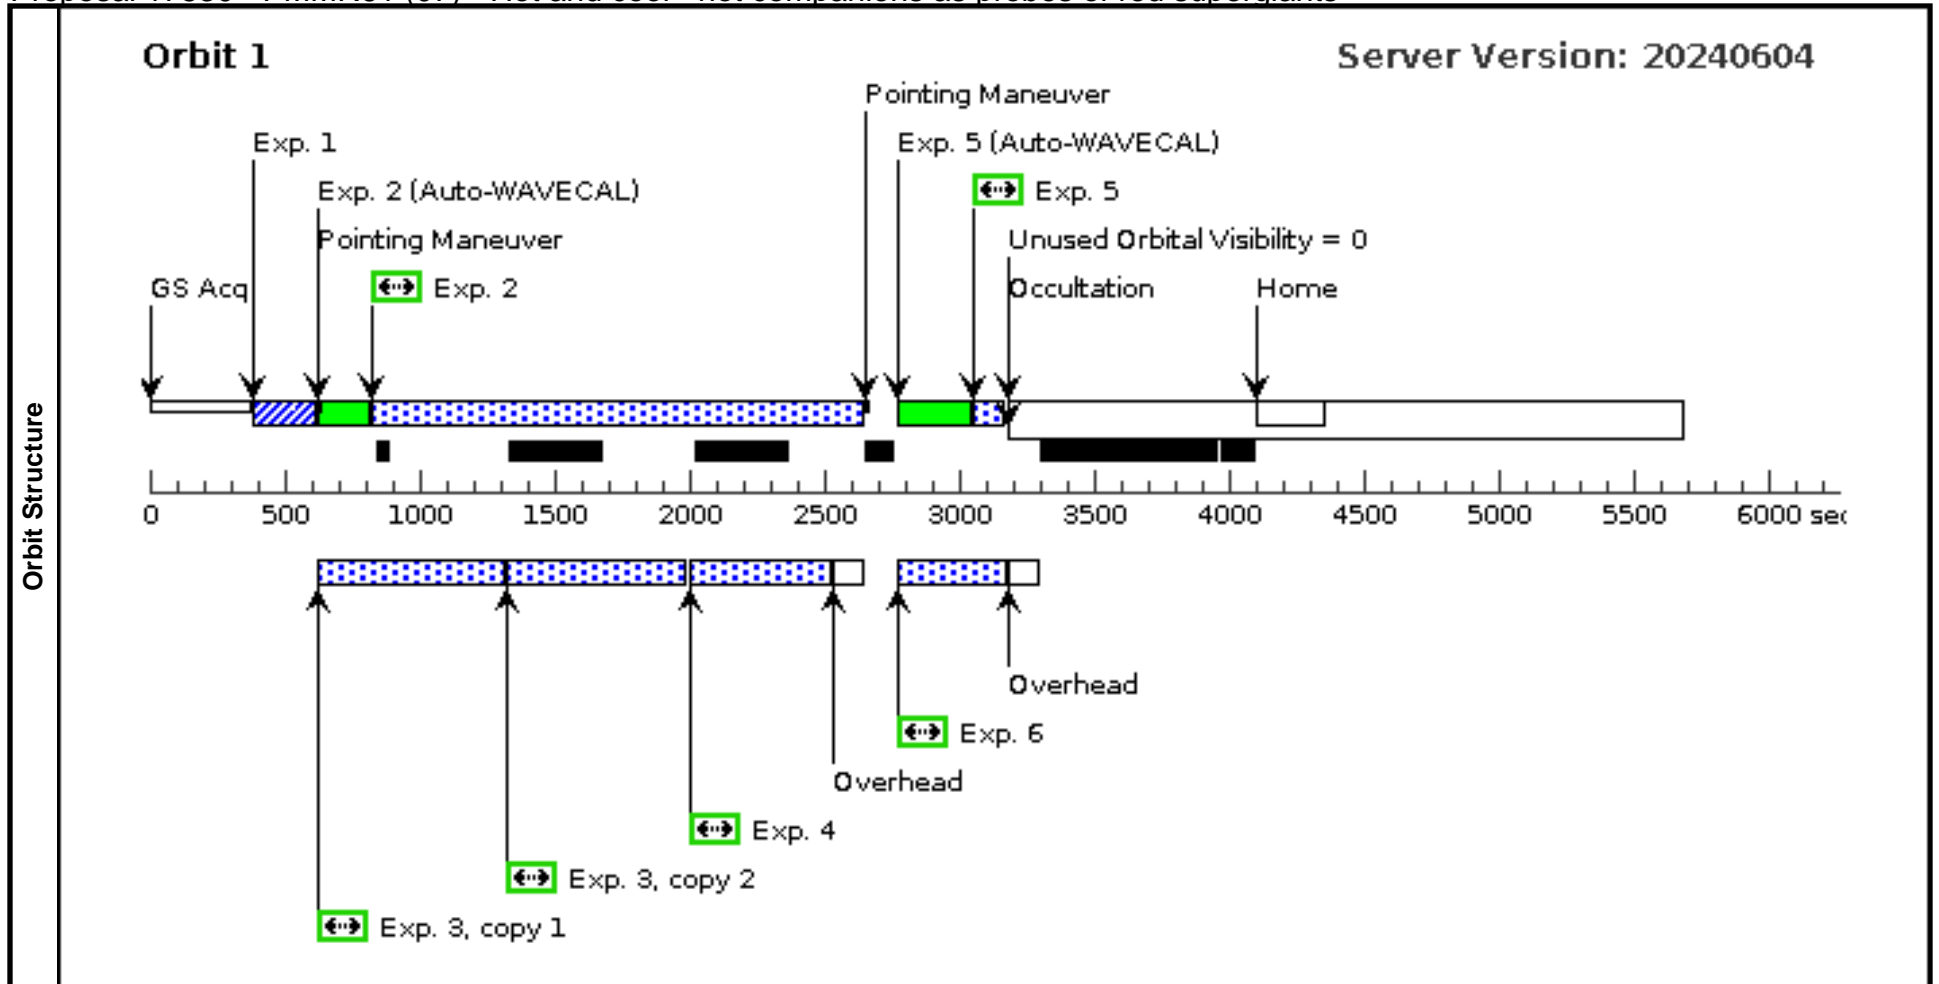 Orbit 1
Server Version: 20240604
Pointing Maneuver
Exp. 1
Exp. 5 (Auto-WAVECAL)
Exp. 2 (Auto-WAVECAL)
Exp. 5
Pointing Maneuver
Unused Orbital Visibility = 0
GS Acq
Exp. 2
Occultation
Home
Orbit Structure
0 500 1000 1500 2000 2500 3000 3500 4000 4500 5000 5500 6000 sec
Overhead
Exp. 6
Overhead
Exp. 4
Exp. 3, copy 2
Exp. 3, copy 1